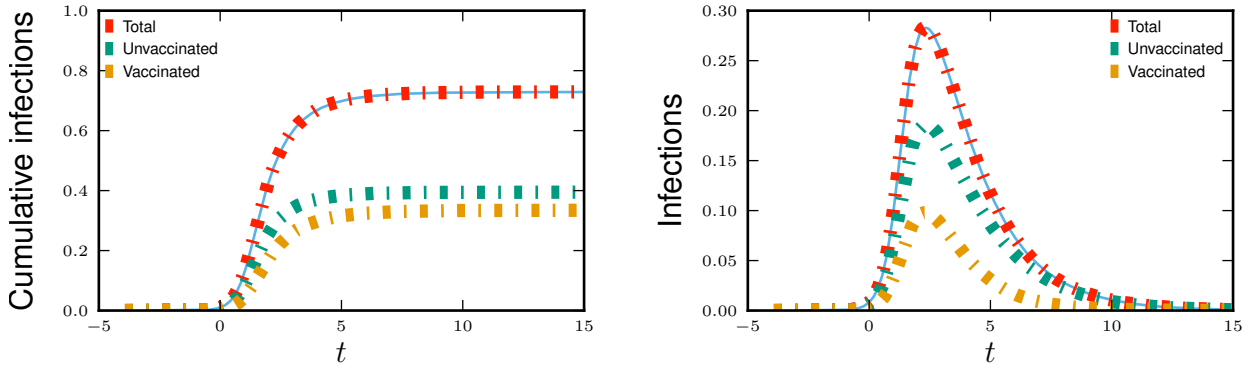 Cumulative infections
1.0
0.8
0.6
0.4
0.2
0.0
Total
Unvaccinated
Vaccinated
−5 0 5 10 15
t
Infections
0.30
0.25
0.20
0.15
0.10
0.05
0.00
Total
Unvaccinated
Vaccinated
−5 0 5 10 15
t